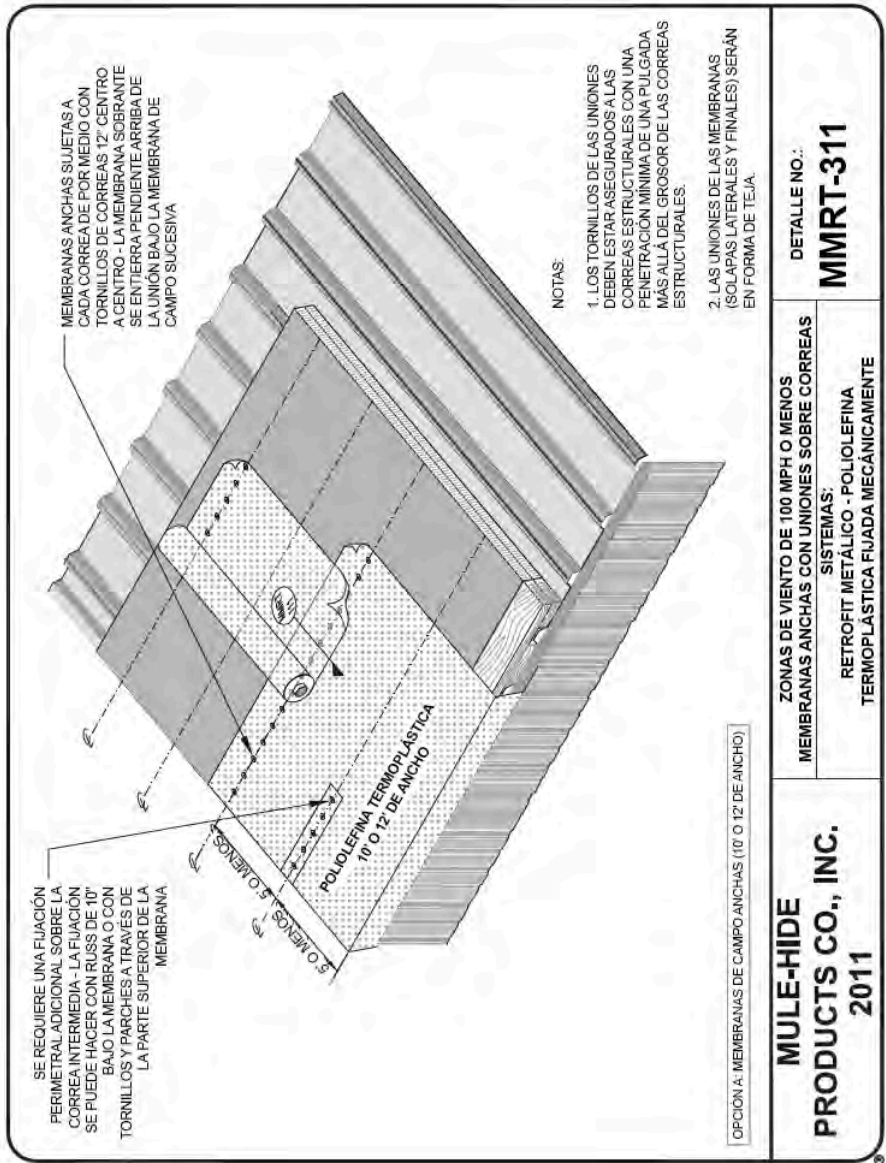 SE REQUIERE UNA FIJACIÓN
PERIMETRAL ADICIONAL SOBRE LA
CORREA INTERMEDIA - LA FIJACIÓN
SE PUEDE HACER CON RUSS DE 10"
BAJO LA MEMBRANA O CON
TORNILLOS Y PARCHES A TRAVÉS DE
LA PARTE SUPERIOR DE LA
MEMBRANA
MEMBRANAS ANCHAS SUJETAS A
CADA CORREA DE POR MEDIO CON
TORNILLOS DE CORREAS 12" CENTRO
A CENTRO - LA MEMBRANA SOBRANTE
SE ENTIERRA PENDIENTE ARRIBA DE
LA UNIÓN BAJO LA MEMBRANA DE
CAMPO SUCESIVA
5' O MENOS
5' O MENOS
POLIOLEFINA TERMOPLÁSTICA
10' O 12' DE ANCHO
NOTAS:
1. LOS TORNILLOS DE LAS UNIONES
DEBEN ESTAR ASEGURADOS A LAS
CORREAS ESTRUCTURALES CON UNA
PENETRACIÓN MÍNIMA DE UNA PULGADA
MÁS ALLÁ DEL GROSOR DE LAS CORREAS
ESTRUCTURALES.
2. LAS UNIONES DE LAS MEMBRANAS
(SOLAPAS LATERALES Y FINALES) SERÁN
EN FORMA DE TEJA.
OPCIÓN A: MEMBRANAS DE CAMPO ANCHAS (10' O 12' DE ANCHO)
MULE-HIDE
PRODUCTS CO., INC.
2011
ZONAS DE VIENTO DE 100 MPH O MENOS
MEMBRANAS ANCHAS CON UNIONES SOBRE CORREAS
SISTEMAS:
RETROFIT METÁLICO - POLIOLEFINA
TERMOPLÁSTICA FIJADA MECÁNICAMENTE
DETALLE NO.:
MMRT-311
®